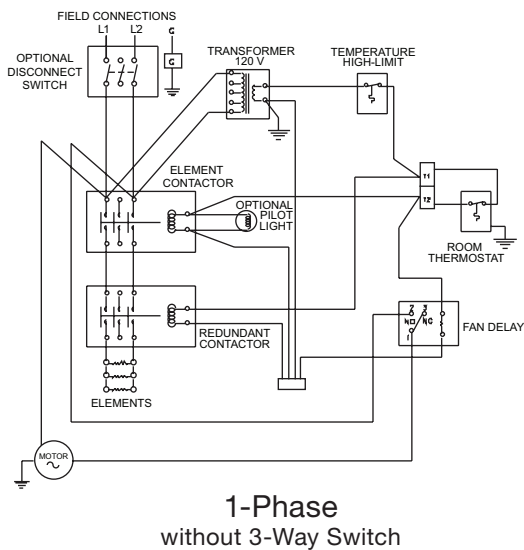 FIELD CONNECTIONS
L1 L2 G
G
OPTIONAL
DISCONNECT
SWITCH
TRANSFORMER
120 V
TEMPERATURE
HIGH-LIMIT
ELEMENT
CONTACTOR
OPTIONAL
PILOT
LIGHT
T1
T2
ROOM
THERMOSTAT
2 3
NO NC
1
FAN DELAY
REDUNDANT
CONTACTOR
ELEMENTS
MOTOR
1-Phase
without 3-Way Switch